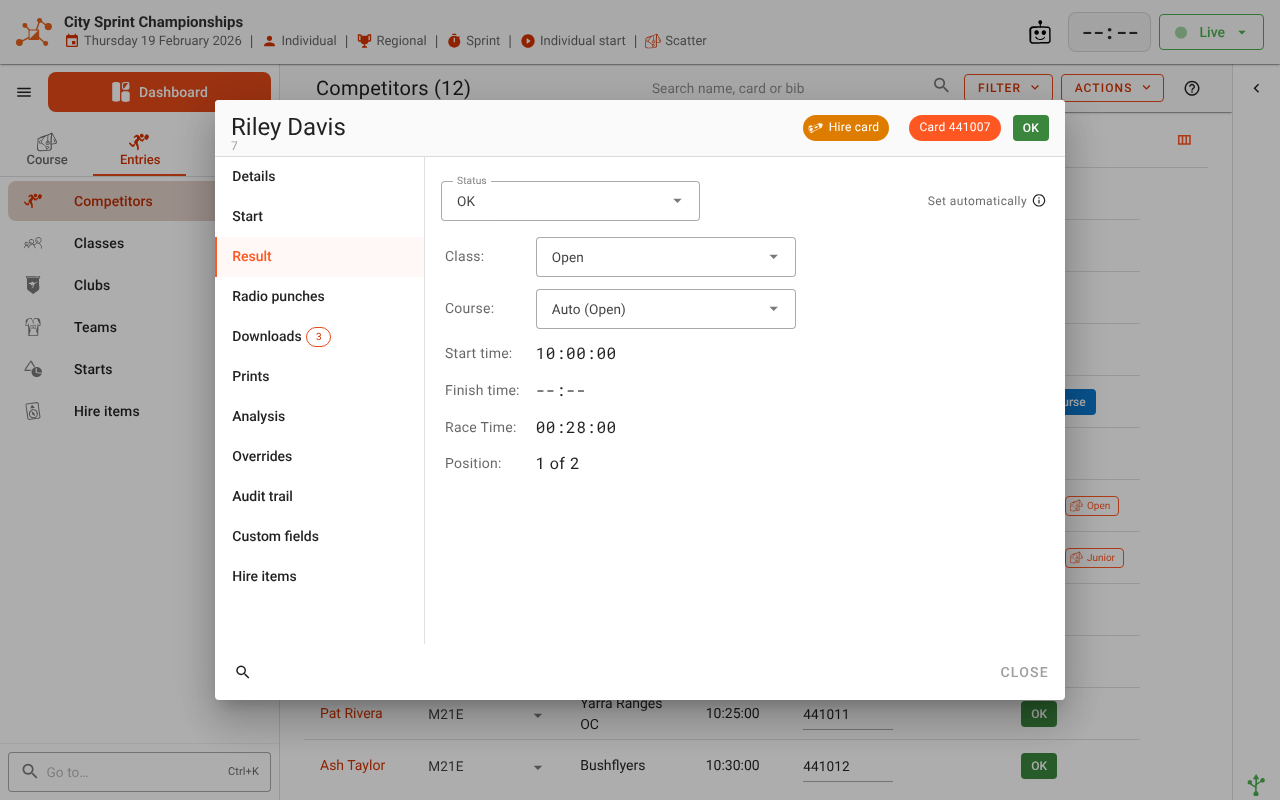 City Sprint Championships
Thursday 19 February 2026 | Individual | Regional | Sprint | Individual start | Scatter
--:--
Live
Dashboard
Competitors (12)
Search name, card or bib
FILTER
ACTIONS
Course
Entries
Competitors
Classes
Clubs
Teams
Starts
Hire items
Riley Davis
7
Hire card
Card 441007
OK
Details
Start
Result
Radio punches
Downloads 3
Prints
Analysis
Overrides
Audit trail
Custom fields
Hire items
Status
OK
Set automatically
Class: Open
Course: Auto (Open)
Start time: 10:00:00
Finish time: --:--
Race Time: 00:28:00
Position: 1 of 2
CLOSE
Open
Junior
Pat Rivera M21E Yarra Ranges OC 10:25:00 441011 OK
Ash Taylor M21E Bushflyers 10:30:00 441012 OK
Go to... Ctrl+K